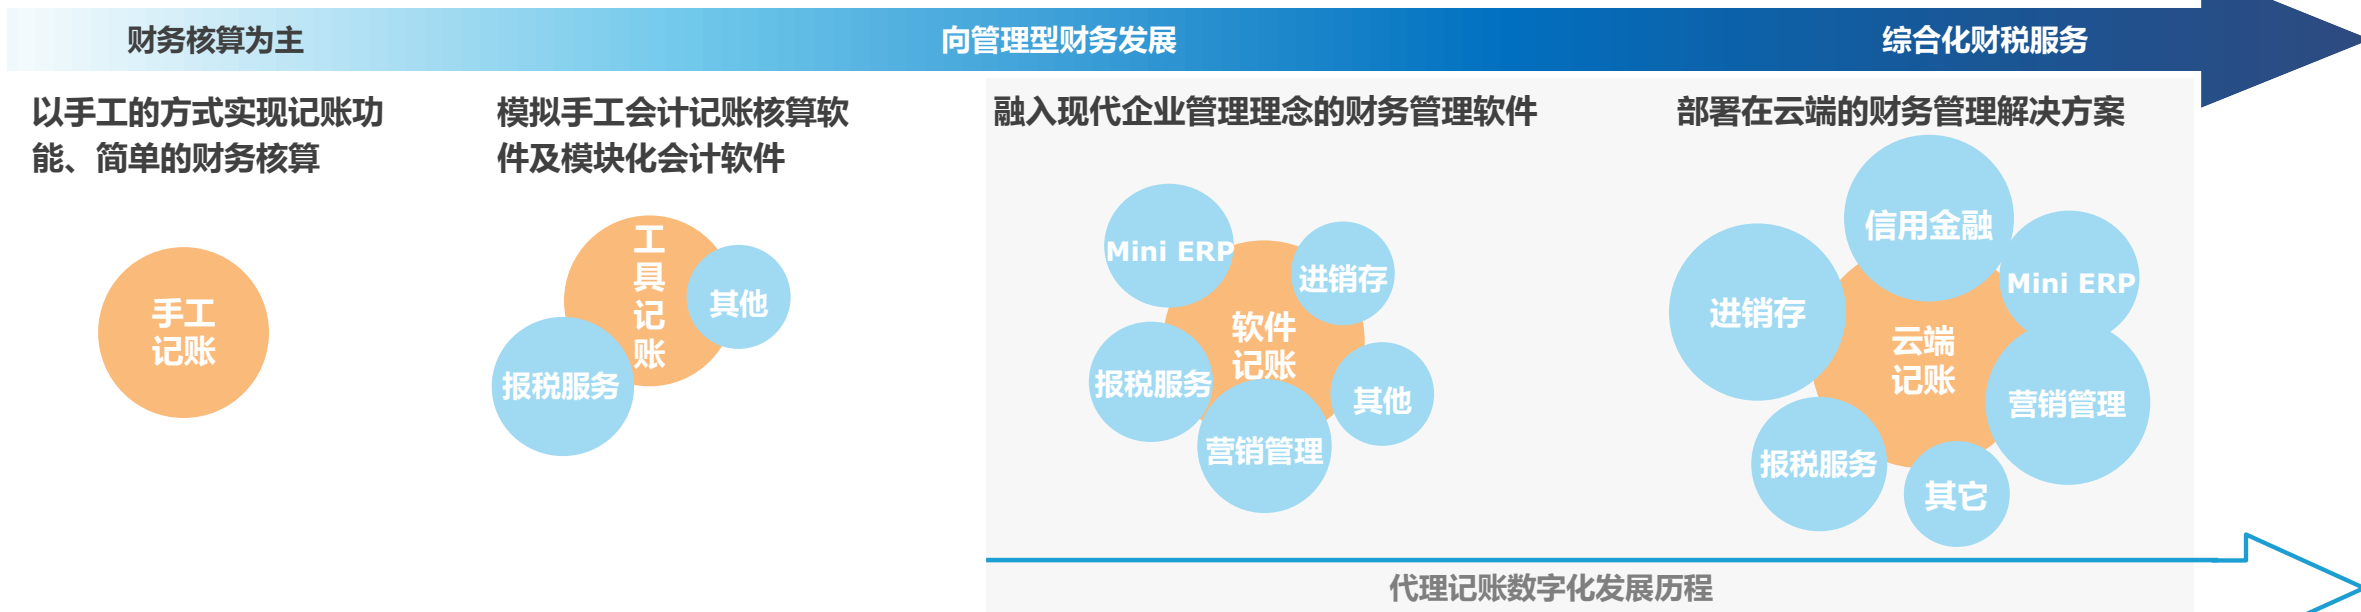 财务核算为主
向管理型财务发展
综合化财税服务
以手工的方式实现记账功
能、简单的财务核算
模拟手工会计记账核算软
件及模块化会计软件
融入现代企业管理理念的财务管理软件
部署在云端的财务管理解决方案
手工
记账
工
具
记
账
其他
报税服务
Mini ERP
进销存
软件
记账
报税服务
其他
营销管理
信用金融
Mini ERP
进销存
云端
记账
营销管理
报税服务
其它
代理记账数字化发展历程